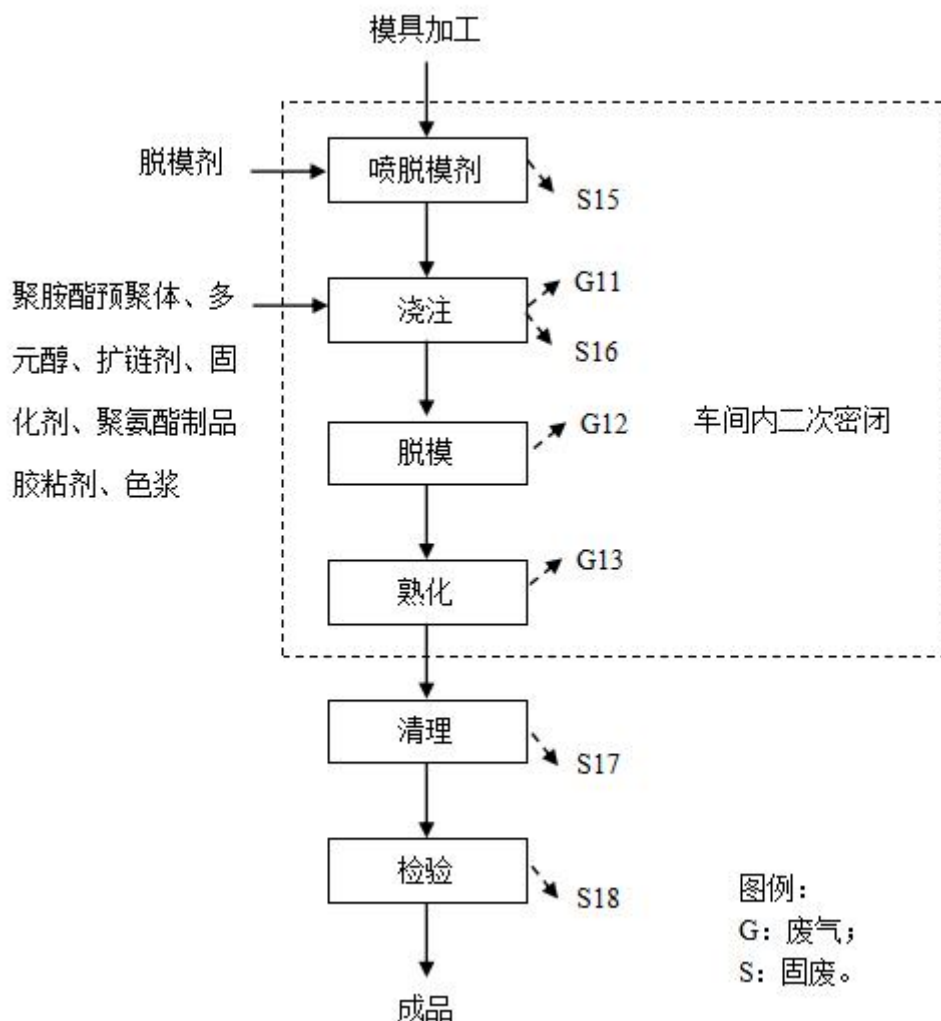 模具加工
脱模剂
喷脱模剂
S15
聚胺酯预聚体、多
元醇、扩链剂、固
化剂、聚氨酯制品
胶粘剂、色浆
浇注
G11
S16
脱模
G12
车间内二次密闭
熟化
G13
清理
S17
检验
S18
成品
图例：
G：废气；
S：固废。